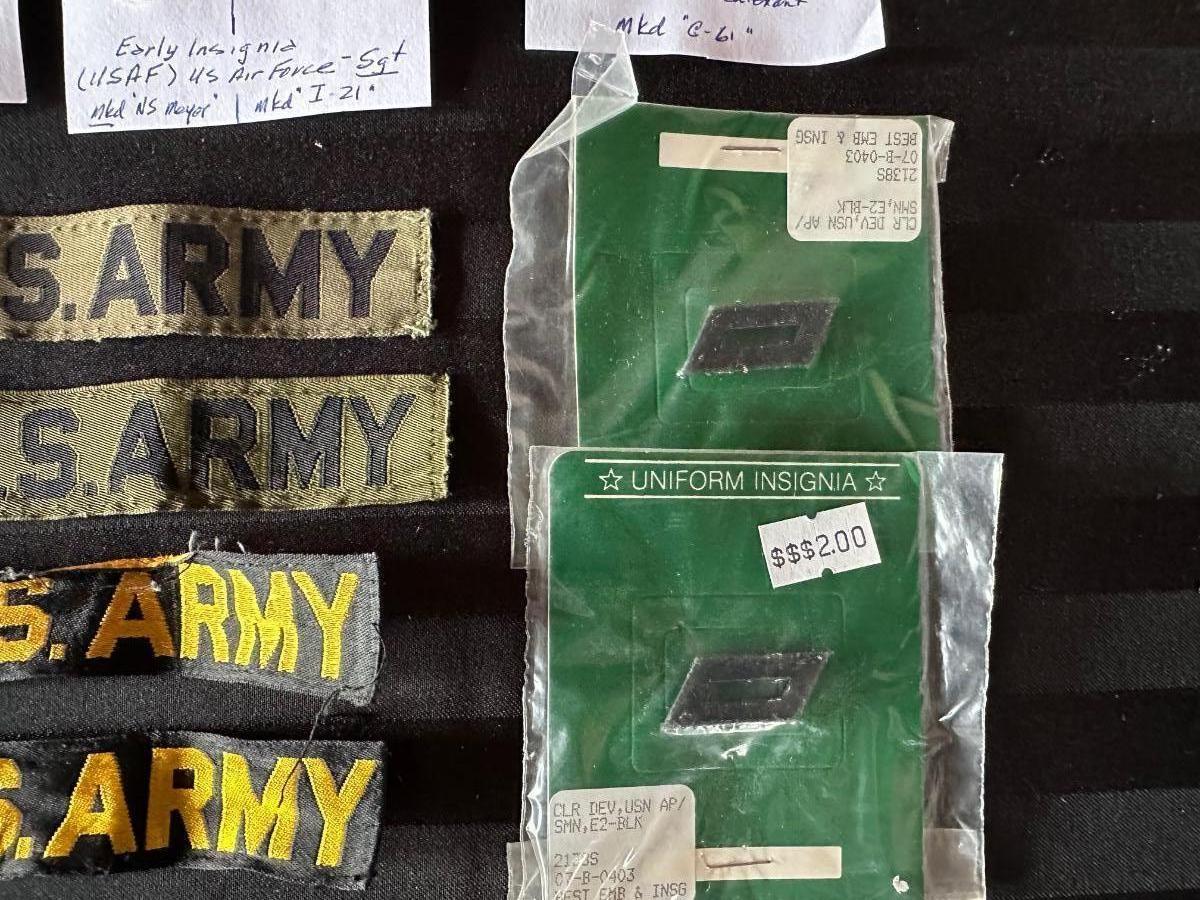 Early Insignia
(USAF) US Air Force - Sgt
mkd "NS Meyer" | mkd "I-21"
Mkd "C-61"
S. ARMY
.S. ARMY
S. ARMY
S. ARMY
CLR DEV,USN AP/
SMN,E2-BLK
2138S
07-B-0403
BEST EMB & INSG
☆ UNIFORM INSIGNIA ☆
$$$2.00
CLR DEV,USN AP/
SMN,E2-BLK
2138S
07-B-0403
BEST EMB & INSG